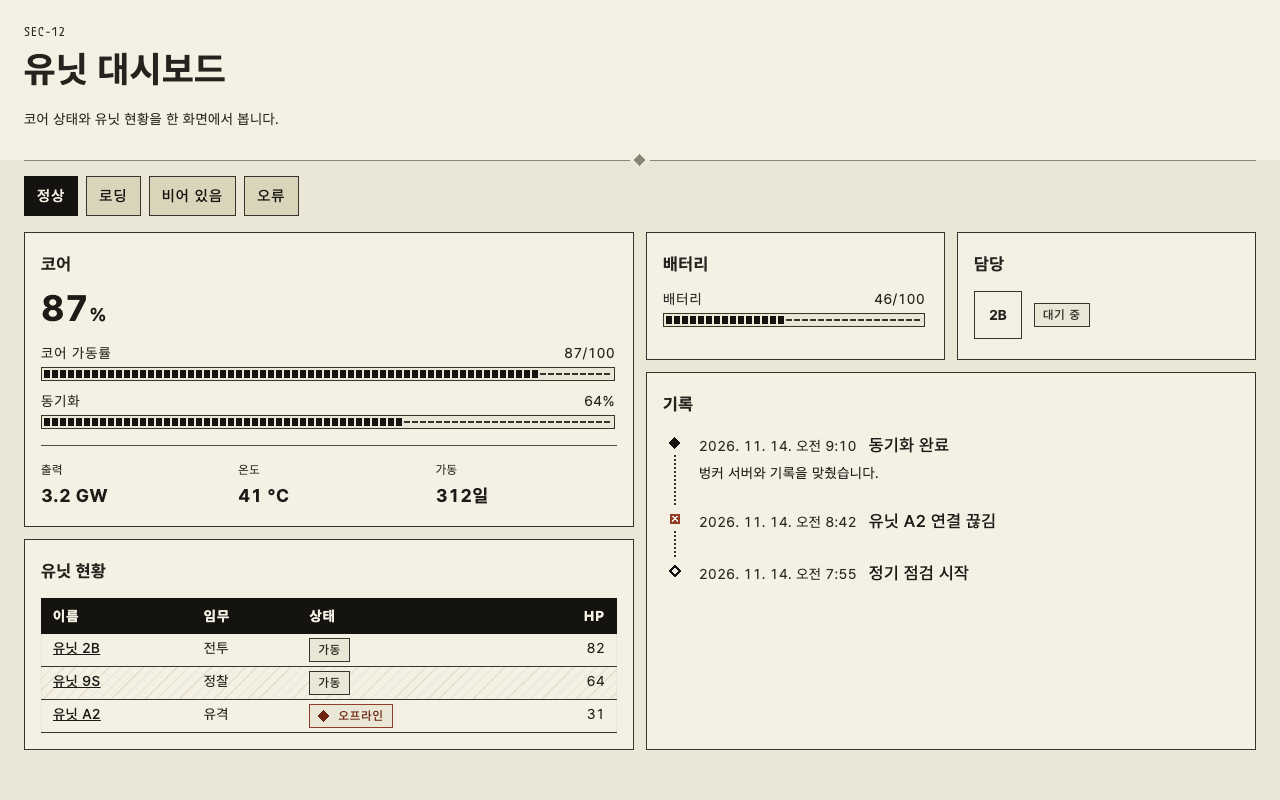 SEC-12
유닛 대시보드
코어 상태와 유닛 현황을 한 화면에서 봅니다.
정상 로딩 비어 있음 오류
코어
87%
코어 가동률 87/100
동기화 64%
출력 온도 가동
3.2 GW 41 °C 312일
배터리
배터리 46/100
담당
2B 대기 중
유닛 현황
이름 임무 상태 HP
유닛 2B 전투 가동 82
유닛 9S 정찰 가동 64
유닛 A2 유격 오프라인 31
기록
2026. 11. 14. 오전 9:10 동기화 완료
벙커 서버와 기록을 맞췄습니다.
2026. 11. 14. 오전 8:42 유닛 A2 연결 끊김
2026. 11. 14. 오전 7:55 정기 점검 시작